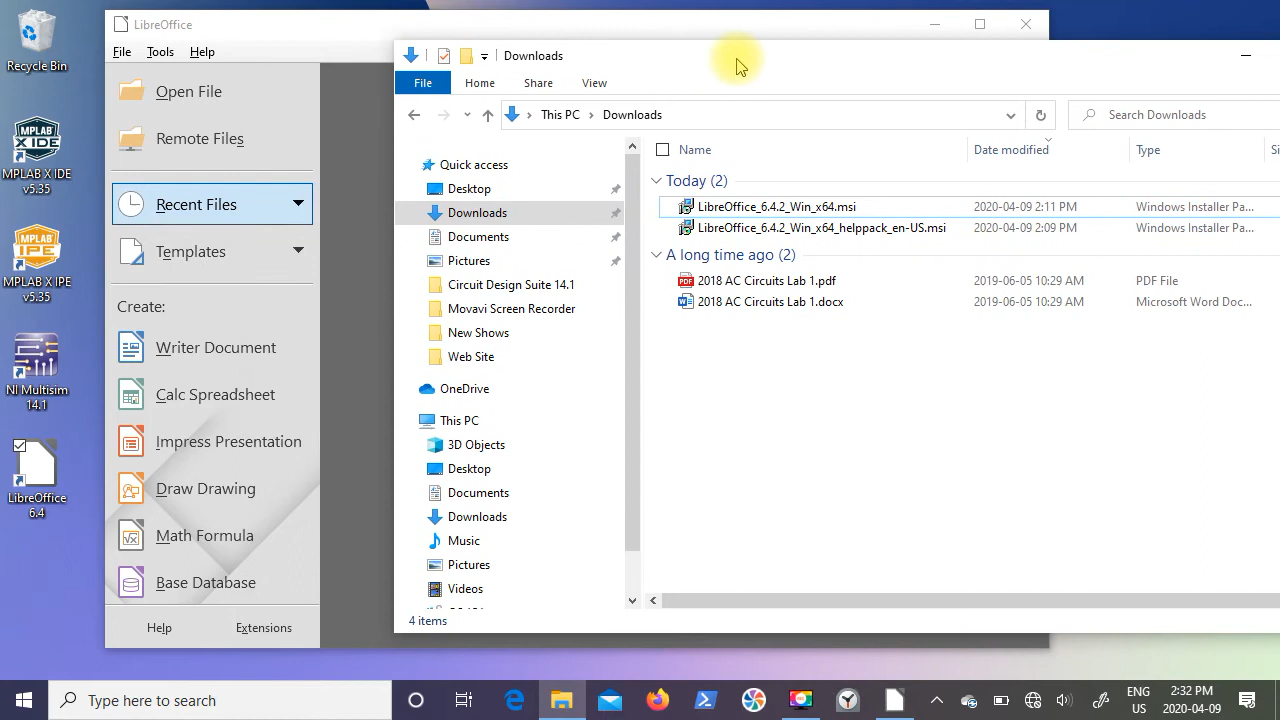 Recycle Bin
MPLAB X IDE
v5.35
MPLAB X IPE
v5.35
NI Multisim
14.1
LibreOffice
6.4
LibreOffice
File Tools Help
Open File
Remote Files
Recent Files
Templates
Create:
Writer Document
Calc Spreadsheet
Impress Presentation
Draw Drawing
Math Formula
Base Database
Help Extensions
Downloads
File Home Share View
This PC Downloads
Search Downloads
Quick access
Desktop
Downloads
Documents
Pictures
Circuit Design Suite 14.1
Movavi Screen Recorder
New Shows
Web Site
OneDrive
This PC
3D Objects
Desktop
Documents
Downloads
Music
Pictures
Videos
Name Date modified Type Si
Today (2)
LibreOffice_6.4.2_Win_x64.msi 2020-04-09 2:11 PM Windows Installer Pa...
LibreOffice_6.4.2_Win_x64_helppack_en-US.msi 2020-04-09 2:09 PM Windows Installer Pa...
A long time ago (2)
2018 AC Circuits Lab 1.pdf 2019-06-05 10:29 AM PDF File
2018 AC Circuits Lab 1.docx 2019-06-05 10:29 AM Microsoft Word Doc...
4 items
Type here to search
ENG
US
2:32 PM
2020-04-09